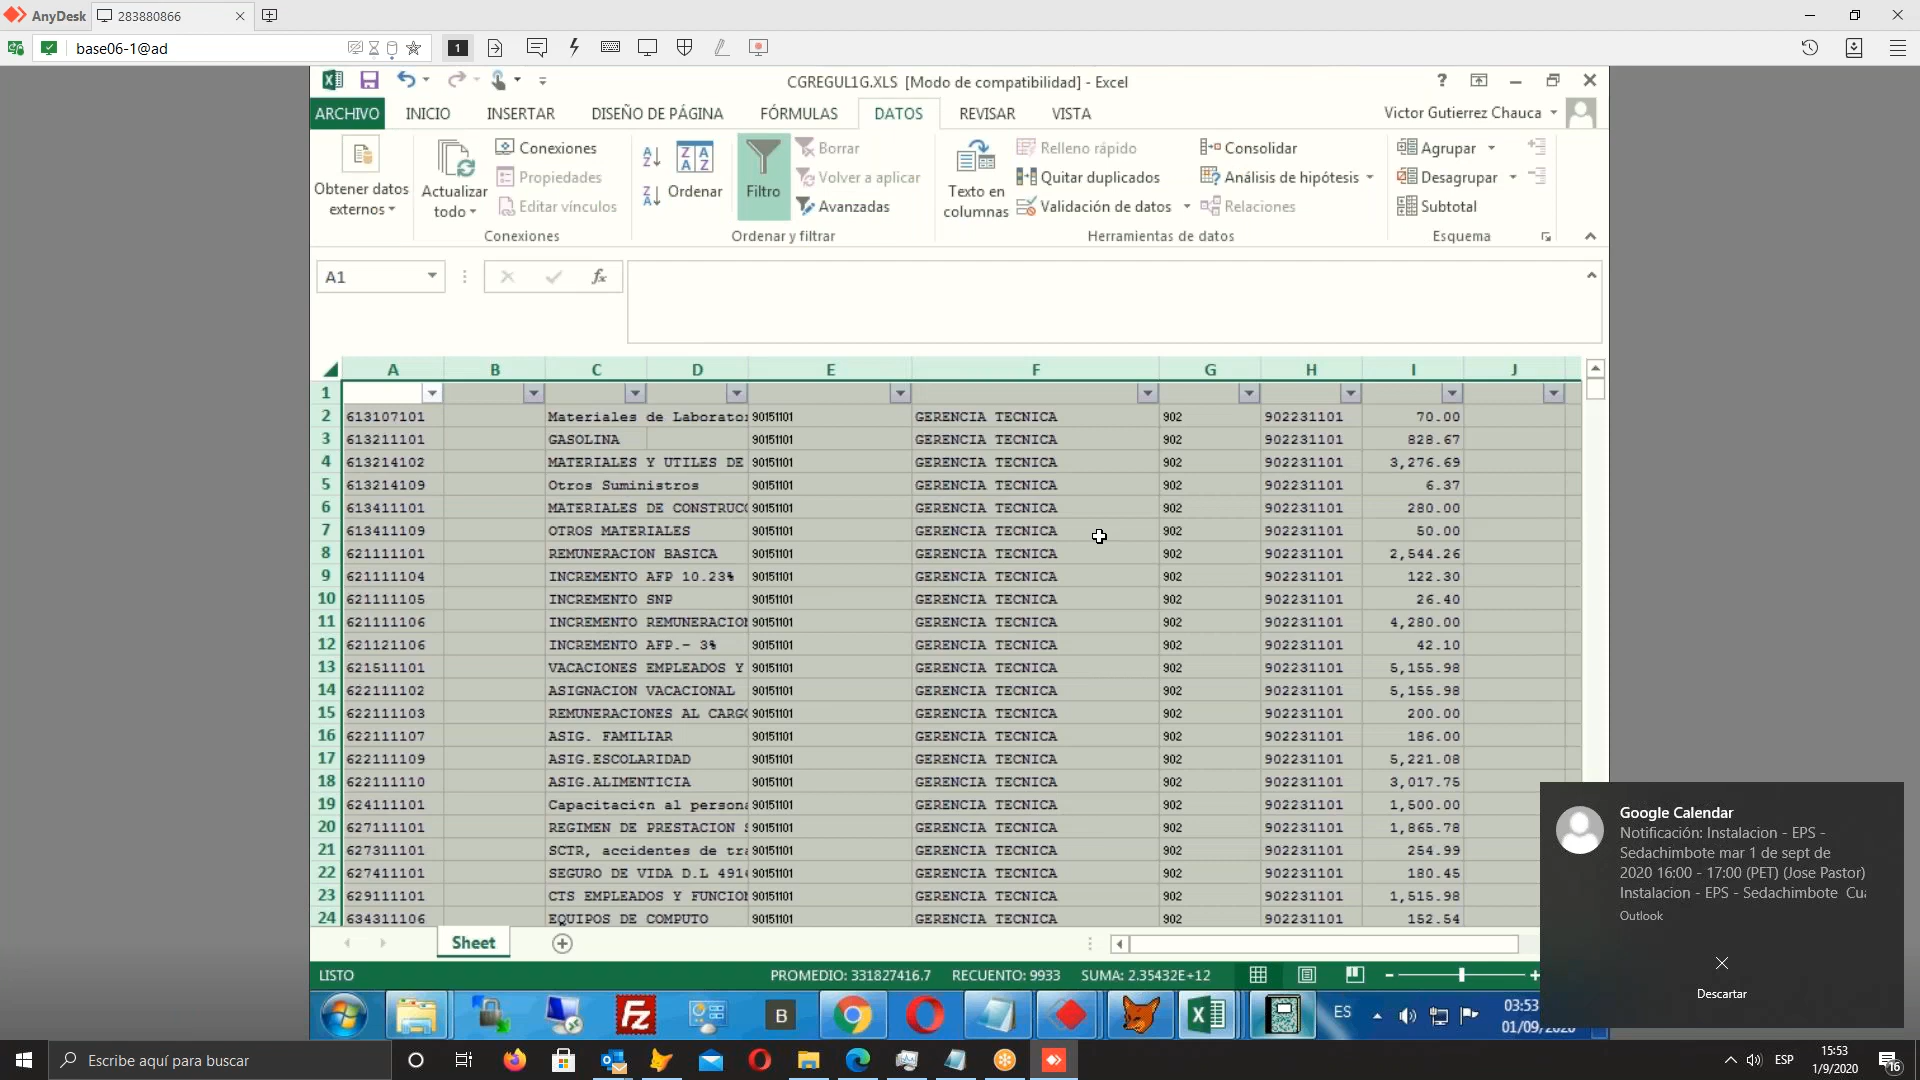 AnyDesk
283880866
base06-1@ad
1
CGREGUL1G.XLS [Modo de compatibilidad] - Excel
ARCHIVO INICIO INSERTAR DISEÑO DE PÁGINA FÓRMULAS DATOS REVISAR VISTA
Victor Gutierrez Chauca
Obtener datos externos
Actualizar todo
Conexiones
Propiedades
Editar vínculos
Conexiones
Ordenar
Filtro
Borrar
Volver a aplicar
Avanzadas
Ordenar y filtrar
Texto en columnas
Relleno rápido
Quitar duplicados
Validación de datos
Consolidar
Análisis de hipótesis
Relaciones
Herramientas de datos
Agrupar
Desagrupar
Subtotal
Esquema
A1
fx
A B C D E F G H I J
1
2 613107101 Materiales de Laborato 90151101 GERENCIA TECNICA 902 902231101 70.00
3 613211101 GASOLINA 90151101 GERENCIA TECNICA 902 902231101 828.67
4 613214102 MATERIALES Y UTILES DE 90151101 GERENCIA TECNICA 902 902231101 3,276.69
5 613214109 Otros Suministros 90151101 GERENCIA TECNICA 902 902231101 6.37
6 613411101 MATERIALES DE CONSTRUCC 90151101 GERENCIA TECNICA 902 902231101 280.00
7 613411109 OTROS MATERIALES 90151101 GERENCIA TECNICA 902 902231101 50.00
8 621111101 REMUNERACION BASICA 90151101 GERENCIA TECNICA 902 902231101 2,544.26
9 621111104 INCREMENTO AFP 10.23% 90151101 GERENCIA TECNICA 902 902231101 122.30
10 621111105 INCREMENTO SNP 90151101 GERENCIA TECNICA 902 902231101 26.40
11 621111106 INCREMENTO REMUNERACION 90151101 GERENCIA TECNICA 902 902231101 4,280.00
12 621121106 INCREMENTO AFP.- 3% 90151101 GERENCIA TECNICA 902 902231101 42.10
13 621511101 VACACIONES EMPLEADOS Y 90151101 GERENCIA TECNICA 902 902231101 5,155.98
14 622111102 ASIGNACION VACACIONAL 90151101 GERENCIA TECNICA 902 902231101 5,155.98
15 622111103 REMUNERACIONES AL CARGO 90151101 GERENCIA TECNICA 902 902231101 200.00
16 622111107 ASIG. FAMILIAR 90151101 GERENCIA TECNICA 902 902231101 186.00
17 622111109 ASIG.ESCOLARIDAD 90151101 GERENCIA TECNICA 902 902231101 5,221.08
18 622111110 ASIG.ALIMENTICIA 90151101 GERENCIA TECNICA 902 902231101 3,017.75
19 624111101 Capacitaci¢n al persona 90151101 GERENCIA TECNICA 902 902231101 1,500.00
20 627111101 REGIMEN DE PRESTACION 90151101 GERENCIA TECNICA 902 902231101 1,865.78
21 627311101 SCTR, accidentes de tra 90151101 GERENCIA TECNICA 902 902231101 254.99
22 627411101 SEGURO DE VIDA D.L 491 90151101 GERENCIA TECNICA 902 902231101 180.45
23 629111101 CTS EMPLEADOS Y FUNCION 90151101 GERENCIA TECNICA 902 902231101 1,515.98
24 634311106 EQUIPOS DE COMPUTO 90151101 GERENCIA TECNICA 902 902231101 152.54
Google Calendar
Notificación: Instalacion - EPS -
Sedachimbote mar 1 de sept de
2020 16:00 - 17:00 (PET) (Jose Pastor)
Instalacion - EPS - Sedachimbote Cu
Outlook
Descartar
Sheet
LISTO PROMEDIO: 331827416.7 RECUENTO: 9933 SUMA: 2.35432E+12
B
ES
03:53
01/09/2020
Escribe aquí para buscar
ESP
15:53
1/9/2020
16